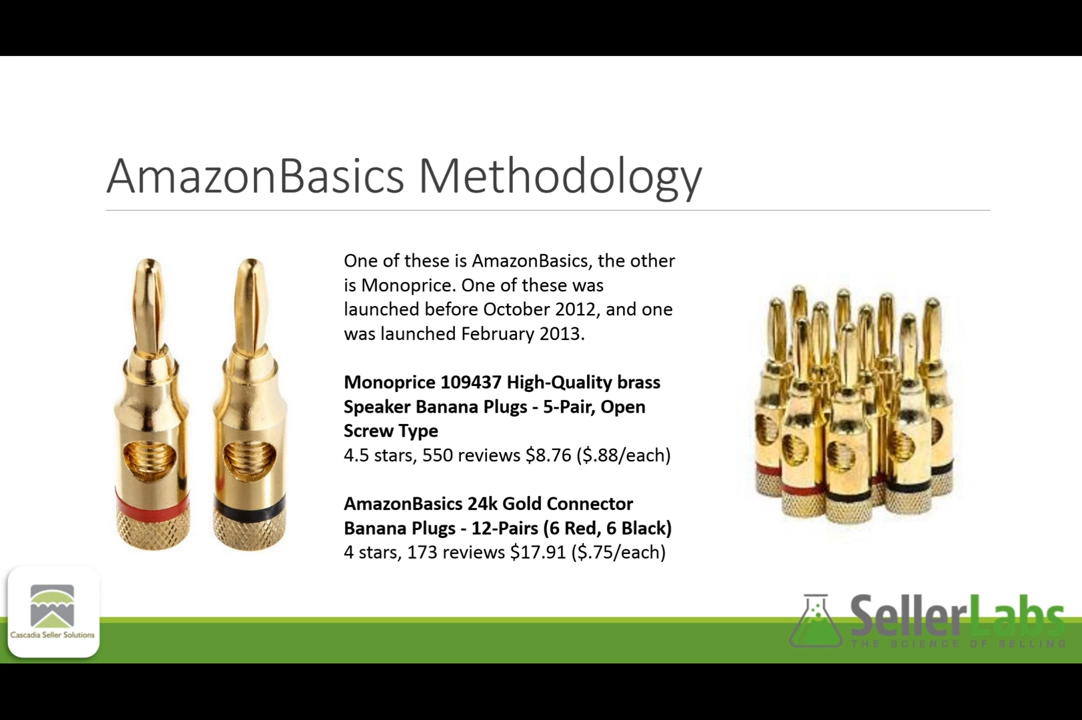 AmazonBasics Methodology
One of these is AmazonBasics, the other
is Monoprice. One of these was
launched before October 2012, and one
was launched February 2013.
Monoprice 109437 High-Quality brass
Speaker Banana Plugs - 5-Pair, Open
Screw Type
4.5 stars, 550 reviews $8.76 ($.88/each)
AmazonBasics 24k Gold Connector
Banana Plugs - 12-Pairs (6 Red, 6 Black)
4 stars, 173 reviews $17.91 ($.75/each)
Cascadia Seller Solutions
SellerLabs
THE SCIENCE OF SELLING